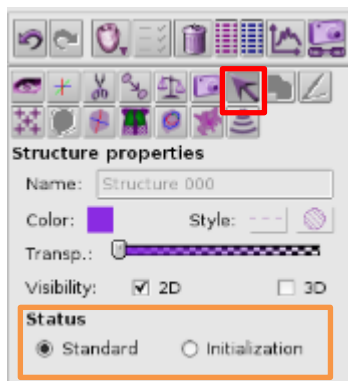 Structure properties
Name: Structure 000
Color: Style:
Transp.:
Visibility: 2D 3D
Status
Standard Initialization